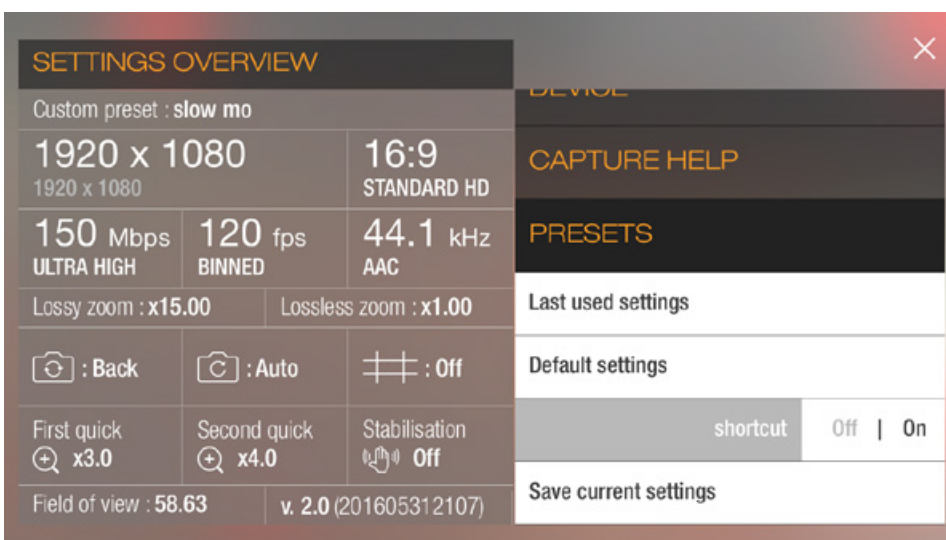 SETTINGS OVERVIEW
Custom preset : slow mo
1920 x 1080
1920 x 1080
16:9
STANDARD HD
150 Mbps
ULTRA HIGH
120 fps
BINNED
44.1 kHz
AAC
Lossy zoom : x15.00
Lossless zoom : x1.00
: Back
: Auto
: Off
First quick
x3.0
Second quick
x4.0
Stabilisation
Off
Field of view : 58.63
v. 2.0 (201605312107)
DEVICE
CAPTURE HELP
PRESETS
Last used settings
Default settings
shortcut
Off | On
Save current settings